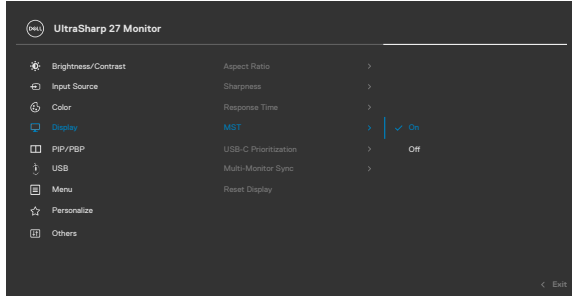 DELL UltraSharp 27 Monitor
Brightness/Contrast
Input Source
Color
Display
PIP/PBP
USB
Menu
Personalize
Others
Aspect Ratio
Sharpness
Response Time
MST
USB-C Prioritization
Multi-Monitor Sync
Reset Display
On
Off
Exit